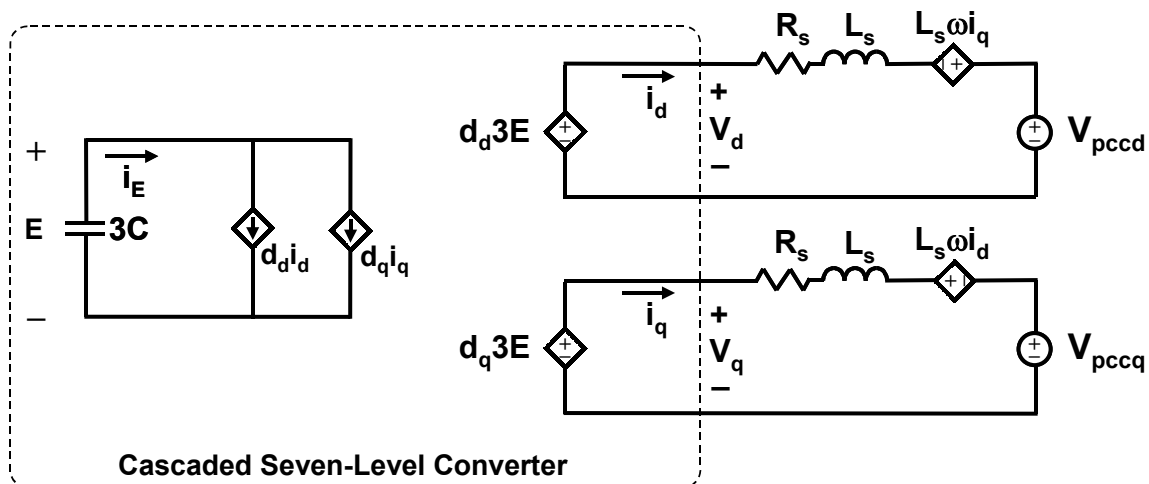 R_s L_s L_sωi_q
i_d
+
V_d
−
d_d3E
+
−
V_pccd
+
−
+
i_E
E
3C
d_di_d
d_qi_q
−
R_s L_s L_sωi_d
i_q
+
V_q
−
d_q3E
+
−
V_pccq
+
−
Cascaded Seven-Level Converter